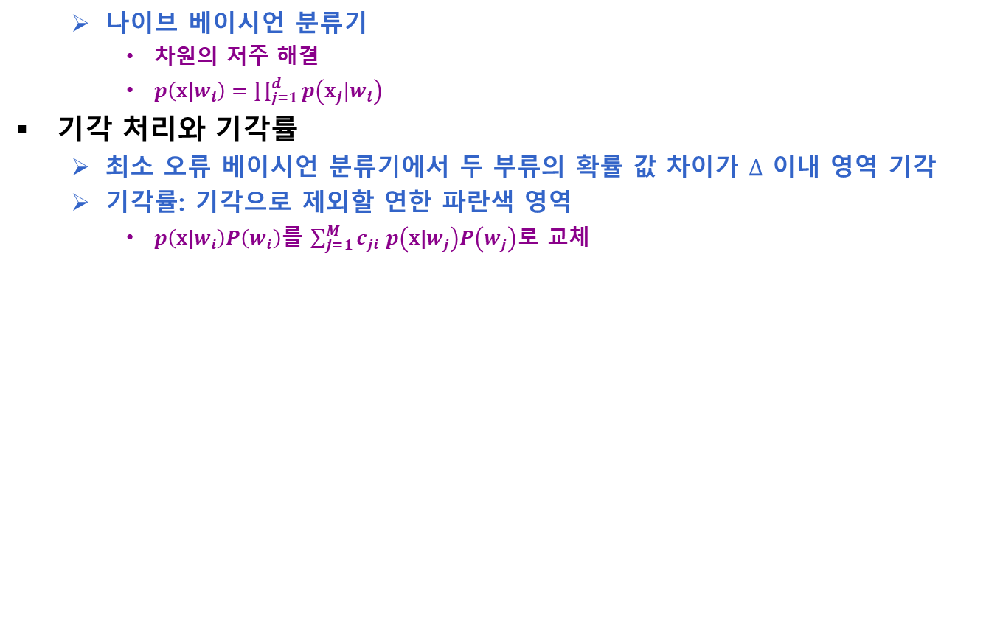 ➢ 나이브 베이시언 분류기
• 차원의 저주 해결
• $p(\mathrm{x}|w_i) = \prod_{j=1}^{d} p(\mathrm{x}_j|w_i)$
▪ 기각 처리와 기각률
➢ 최소 오류 베이시언 분류기에서 두 부류의 확률 값 차이가 Δ 이내 영역 기각
➢ 기각률: 기각으로 제외할 연한 파란색 영역
• $p(\mathrm{x}|w_i)P(w_i)$를 $\sum_{j=1}^{M} c_{ji}\, p(\mathrm{x}|w_j)P(w_j)$로 교체